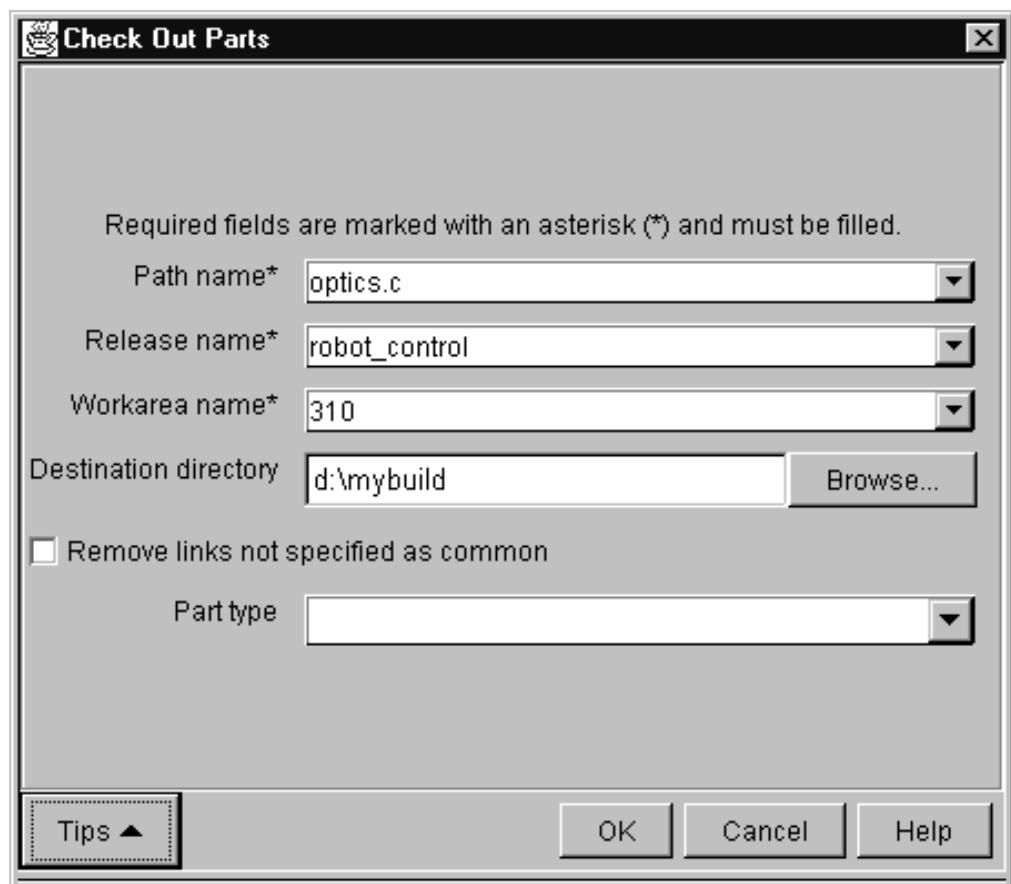 Check Out Parts
Required fields are marked with an asterisk (*) and must be filled.
Path name* optics.c
Release name* robot_control
Workarea name* 310
Destination directory d:\mybuild Browse...
Remove links not specified as common
Part type
Tips OK Cancel Help